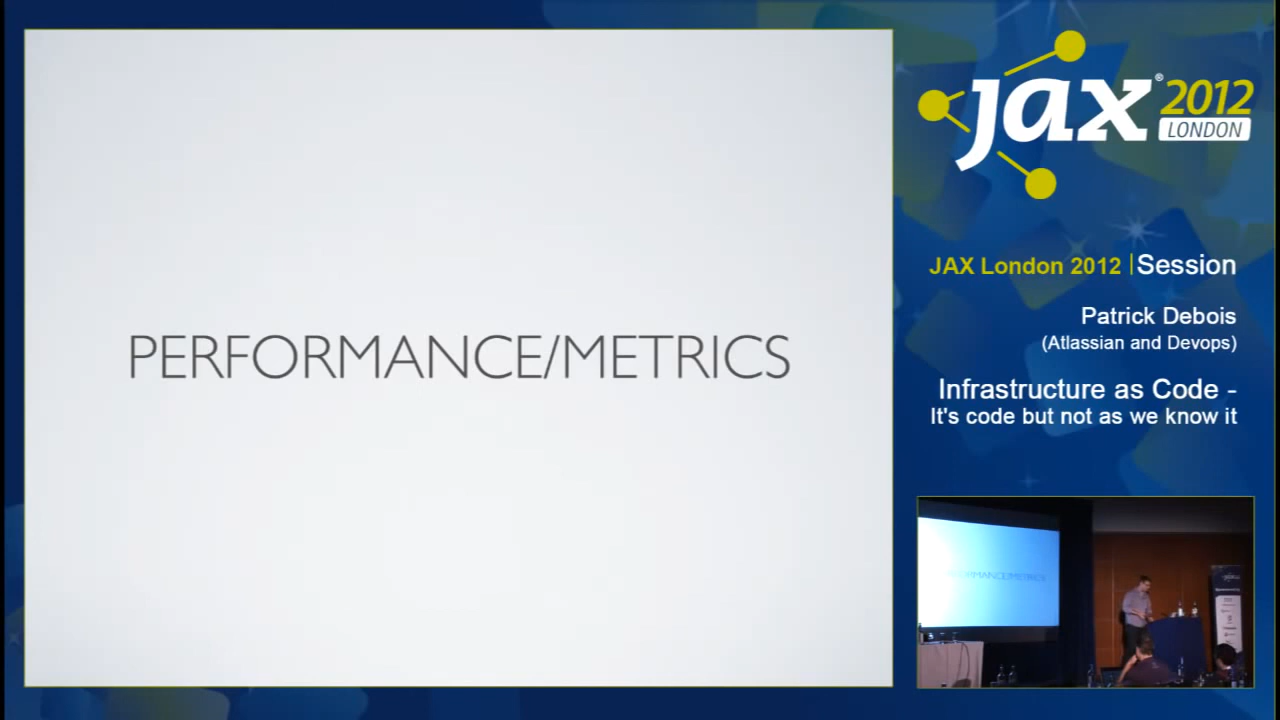 PERFORMANCE/METRICS
jax® 2012
LONDON
JAX London 2012 | Session
Patrick Debois
(Atlassian and Devops)
Infrastructure as Code -
It's code but not as we know it